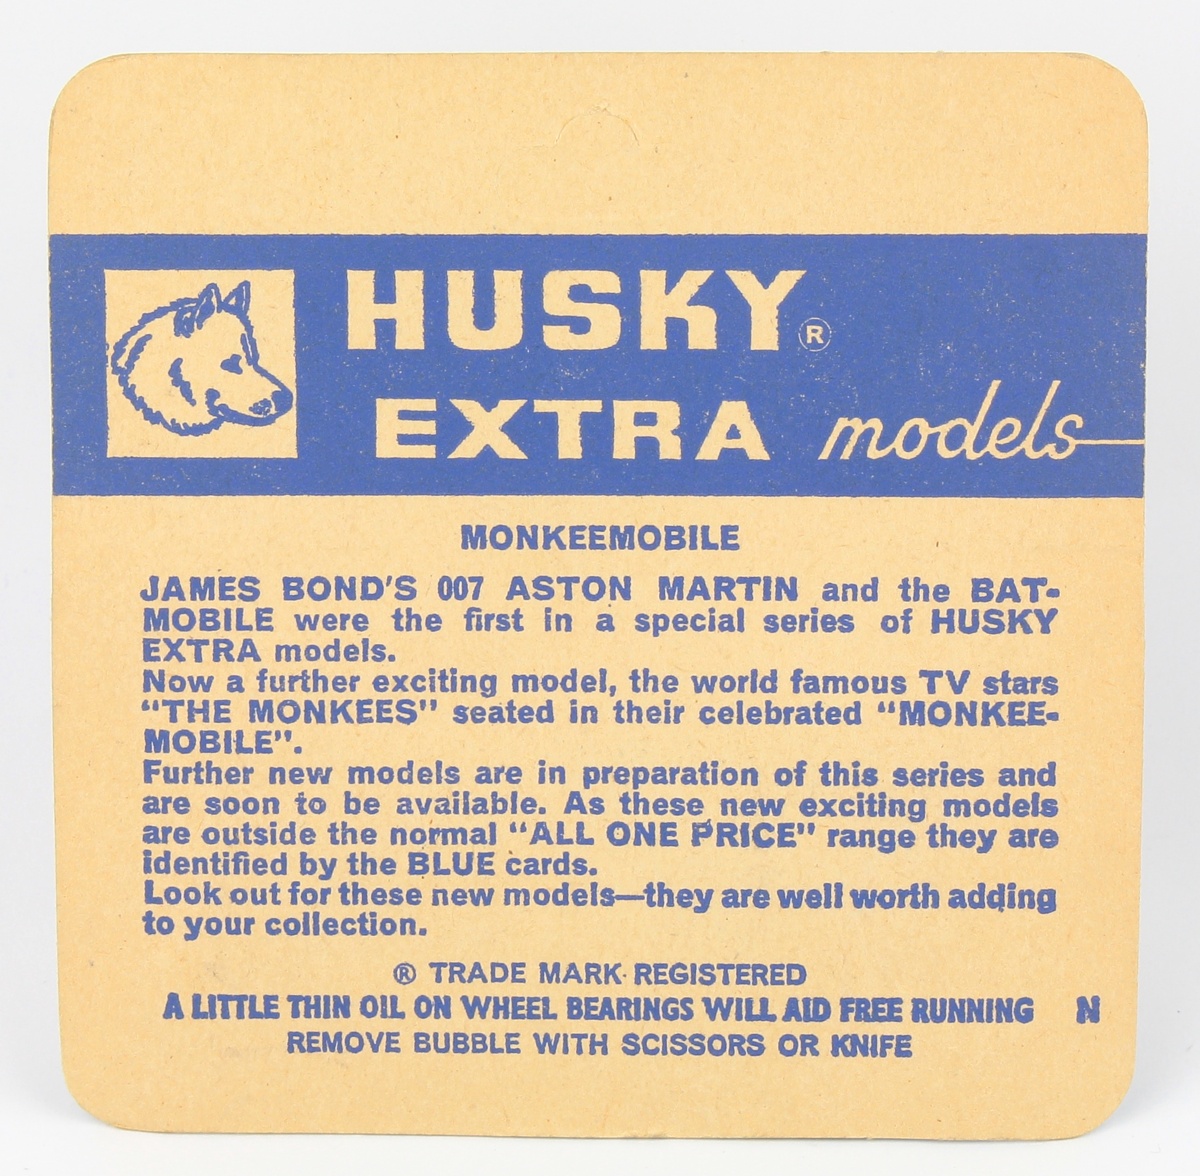 HUSKY®
EXTRA models
MONKEEMOBILE
JAMES BOND'S 007 ASTON MARTIN and the BAT-
MOBILE were the first in a special series of HUSKY
EXTRA models.
Now a further exciting model, the world famous TV stars
"THE MONKEES" seated in their celebrated "MONKEE-
MOBILE".
Further new models are in preparation of this series and
are soon to be available. As these new exciting models
are outside the normal "ALL ONE PRICE" range they are
identified by the BLUE cards.
Look out for these new models—they are well worth adding
to your collection.
® TRADE MARK REGISTERED
A LITTLE THIN OIL ON WHEEL BEARINGS WILL AID FREE RUNNING N
REMOVE BUBBLE WITH SCISSORS OR KNIFE